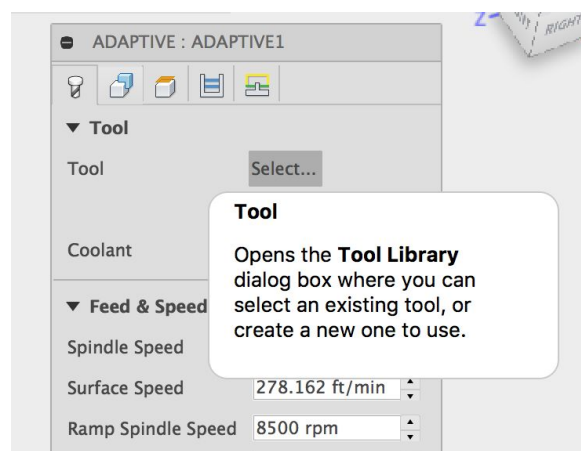 Z
RIGHT
ADAPTIVE : ADAPTIVE1
Tool
Tool
Select...
Tool
Opens the Tool Library
dialog box where you can
select an existing tool, or
create a new one to use.
Coolant
Feed & Speed
Spindle Speed
Surface Speed 278.162 ft/min
Ramp Spindle Speed 8500 rpm